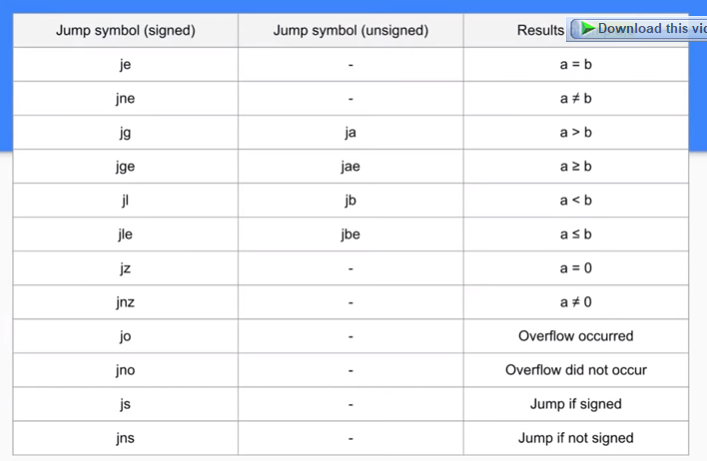 Jump symbol (signed) Jump symbol (unsigned) Results Download this
je - a = b
jne - a ≠ b
jg ja a > b
jge jae a ≥ b
jl jb a < b
jle jbe a ≤ b
jz - a = 0
jnz - a ≠ 0
jo - Overflow occurred
jno - Overflow did not occur
js - Jump if signed
jns - Jump if not signed